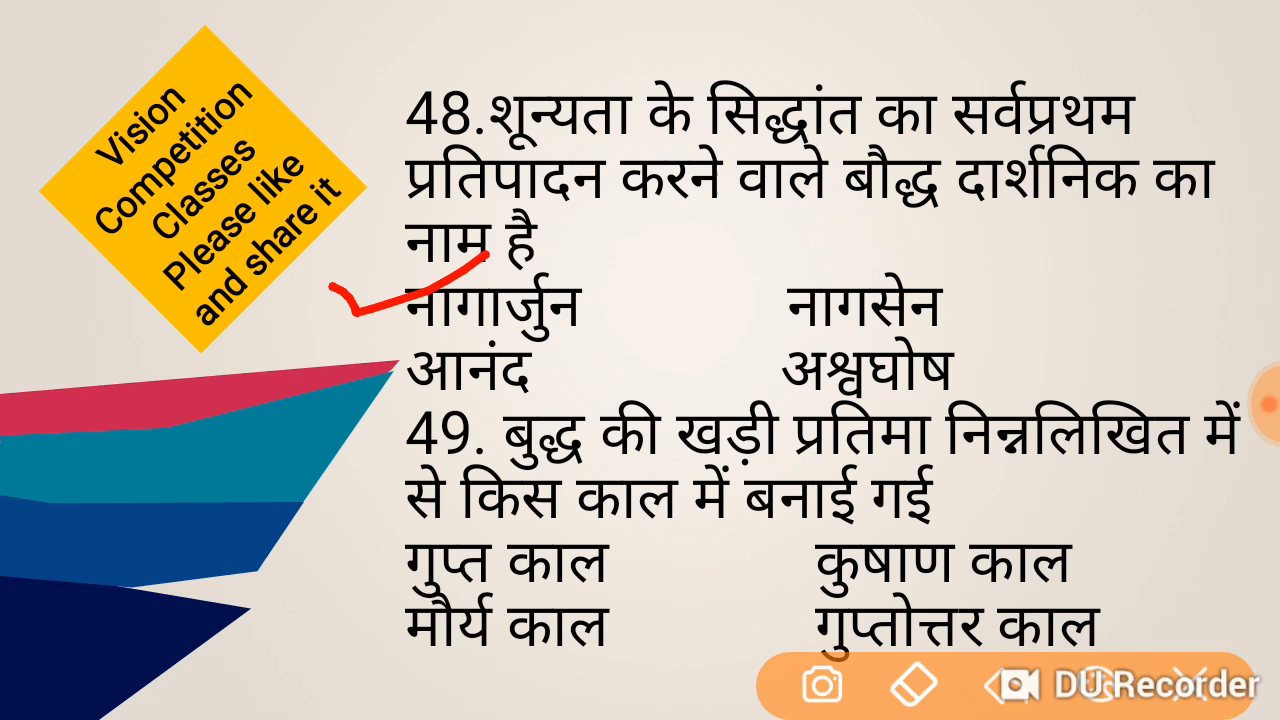 Vision
Competition
Classes
Please like
and share it
48.शून्यता के सिद्धांत का सर्वप्रथम
प्रतिपादन करने वाले बौद्ध दार्शनिक का
नाम है
नागार्जुन नागसेन
आनंद अश्वघोष
49. बुद्ध की खड़ी प्रतिमा निन्नलिखित में
से किस काल में बनाई गई
गुप्त काल कुषाण काल
मौर्य काल गुप्तोत्तर काल
DU Recorder